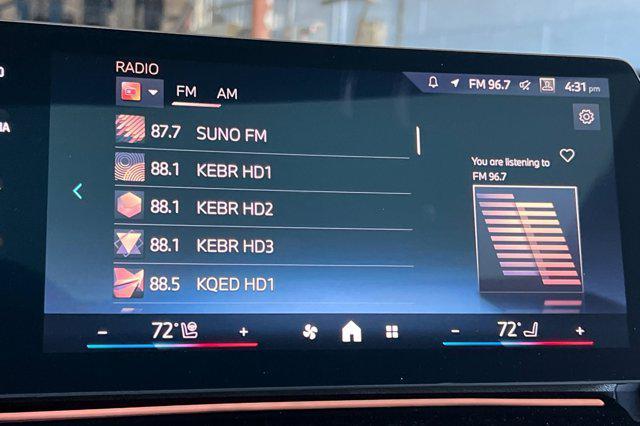 RADIO
FM AM
FM 96.7 4:31 pm
87.7 SUNO FM
88.1 KEBR HD1
88.1 KEBR HD2
88.1 KEBR HD3
88.5 KQED HD1
You are listening to
FM 96.7
- 72° + - 72° +